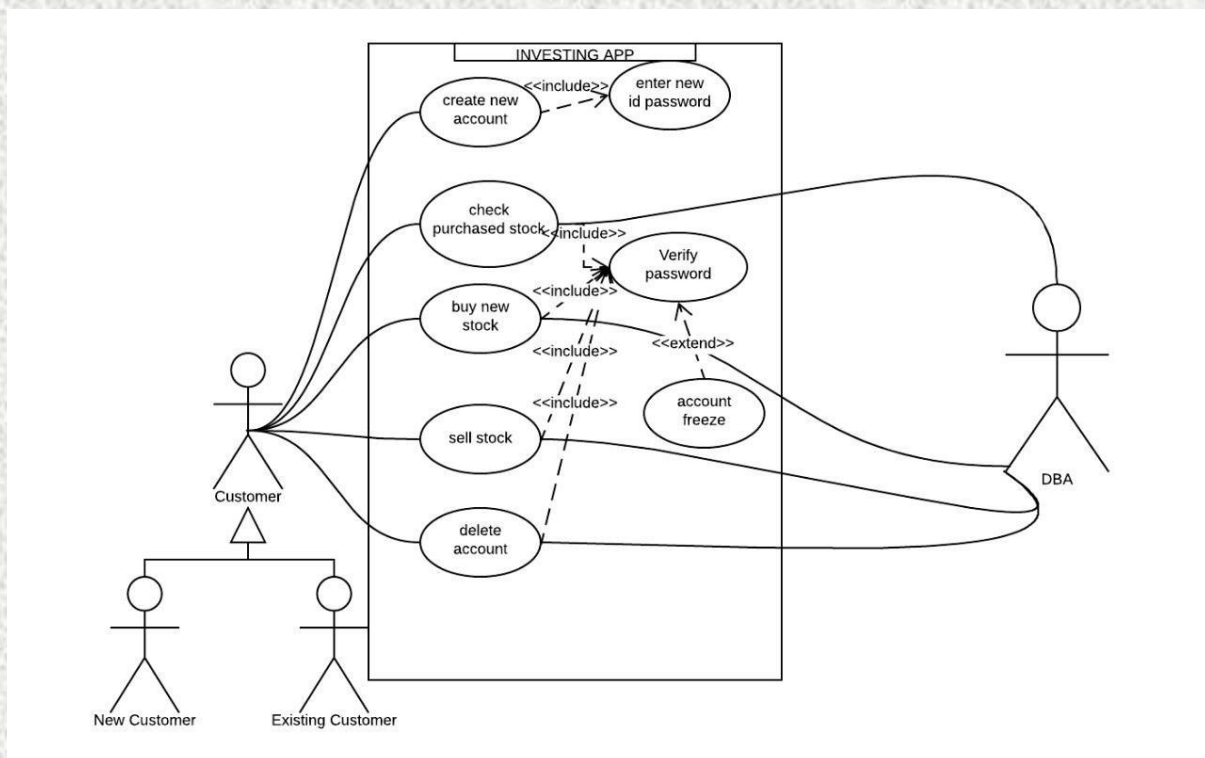 INVESTING APP
create new
account
<<include>>
enter new
id password
check
purchased stock
<<include>>
Verify
password
buy new
stock
<<include>>
<<include>>
<<extend>>
<<include>>
account
freeze
sell stock
delete
account
Customer
New Customer
Existing Customer
DBA